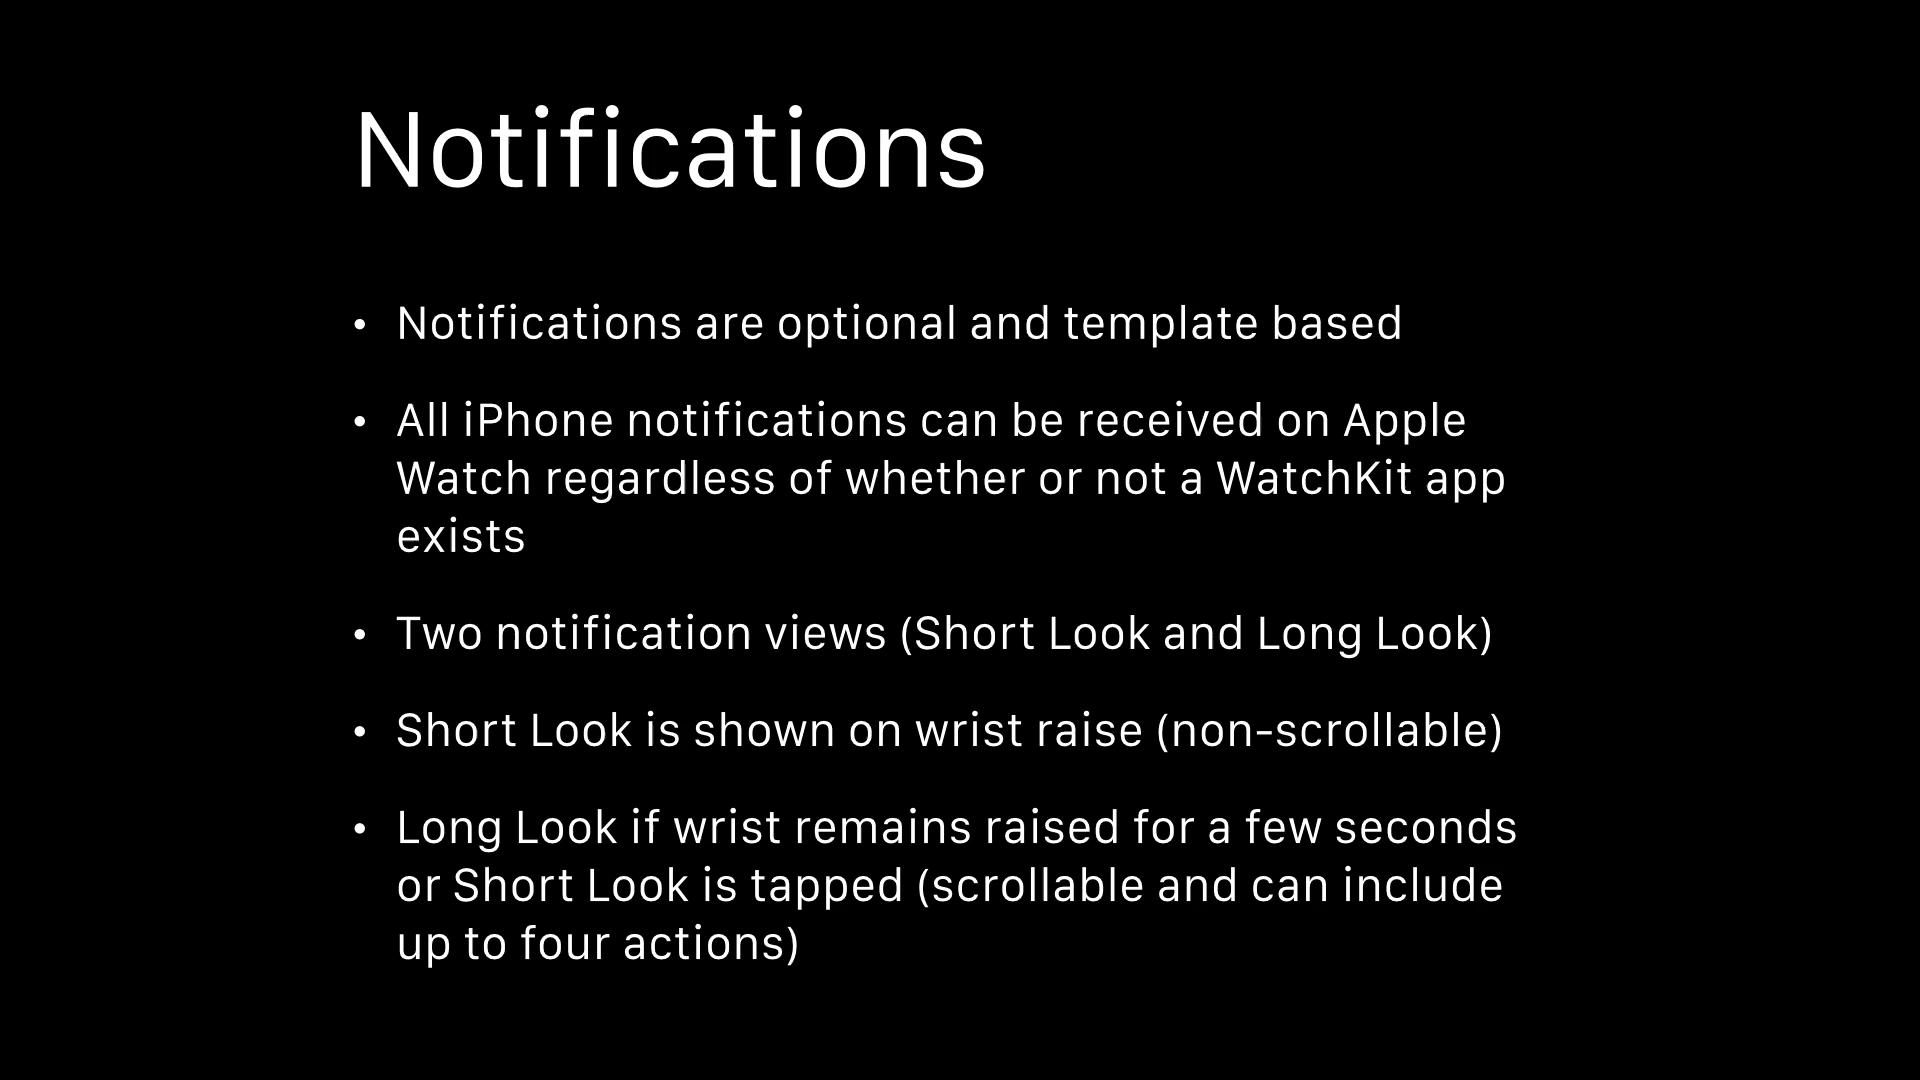 Notifications
• Notifications are optional and template based
• All iPhone notifications can be received on Apple
Watch regardless of whether or not a WatchKit app
exists
• Two notification views (Short Look and Long Look)
• Short Look is shown on wrist raise (non-scrollable)
• Long Look if wrist remains raised for a few seconds
or Short Look is tapped (scrollable and can include
up to four actions)